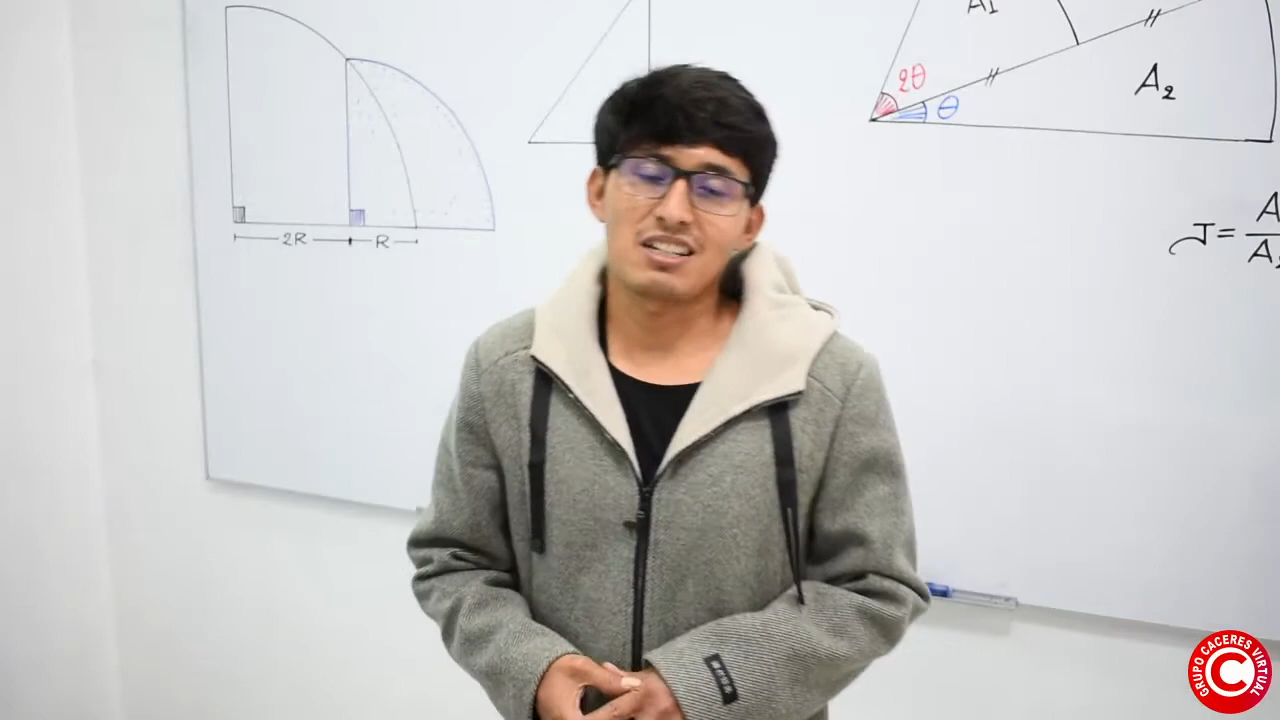 A1
2θ
θ
A2
2R
R
J= A
A
GRUPO CACERES VIRTUAL
C